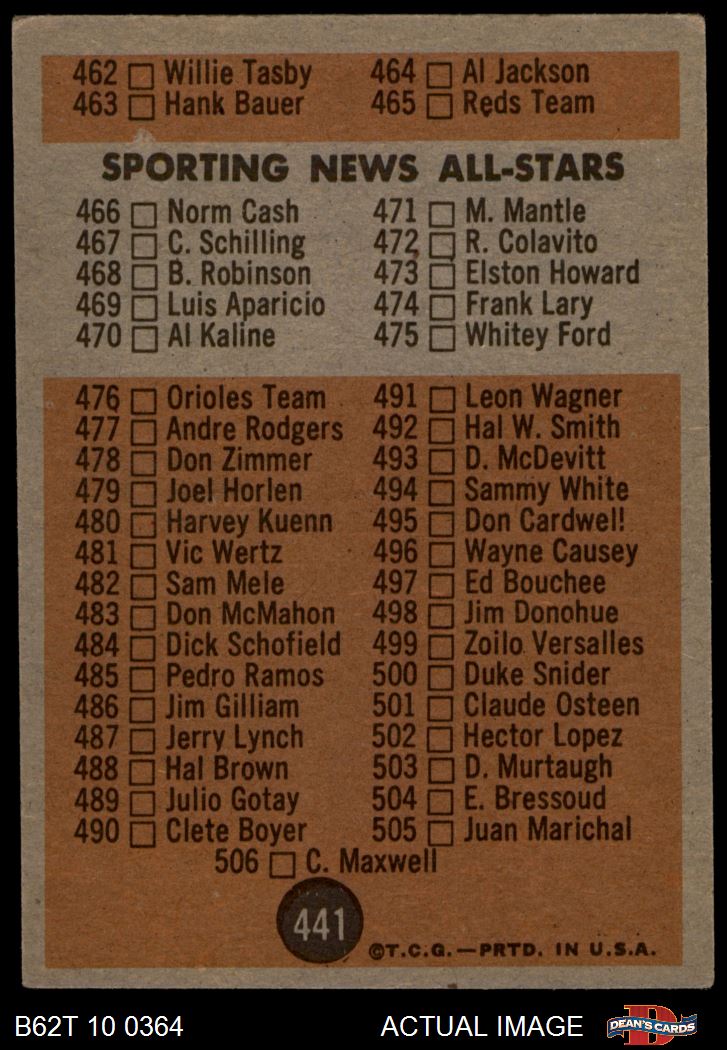 462 □ Willie Tasby 464 □ Al Jackson
463 □ Hank Bauer 465 □ Reds Team
SPORTING NEWS ALL-STARS
466 □ Norm Cash 471 □ M. Mantle
467 □ C. Schilling 472 □ R. Colavito
468 □ B. Robinson 473 □ Elston Howard
469 □ Luis Aparicio 474 □ Frank Lary
470 □ Al Kaline 475 □ Whitey Ford
476 □ Orioles Team 491 □ Leon Wagner
477 □ Andre Rodgers 492 □ Hal W. Smith
478 □ Don Zimmer 493 □ D. McDevitt
479 □ Joel Horlen 494 □ Sammy White
480 □ Harvey Kuenn 495 □ Don Cardwell
481 □ Vic Wertz 496 □ Wayne Causey
482 □ Sam Mele 497 □ Ed Bouchee
483 □ Don McMahon 498 □ Jim Donohue
484 □ Dick Schofield 499 □ Zoilo Versalles
485 □ Pedro Ramos 500 □ Duke Snider
486 □ Jim Gilliam 501 □ Claude Osteen
487 □ Jerry Lynch 502 □ Hector Lopez
488 □ Hal Brown 503 □ D. Murtaugh
489 □ Julio Gotay 504 □ E. Bressoud
490 □ Clete Boyer 505 □ Juan Marichal
506 □ C. Maxwell
441
©T.C.G.—PRTD. IN U.S.A.
B62T 10 0364 ACTUAL IMAGE D DEAN'S CARDS